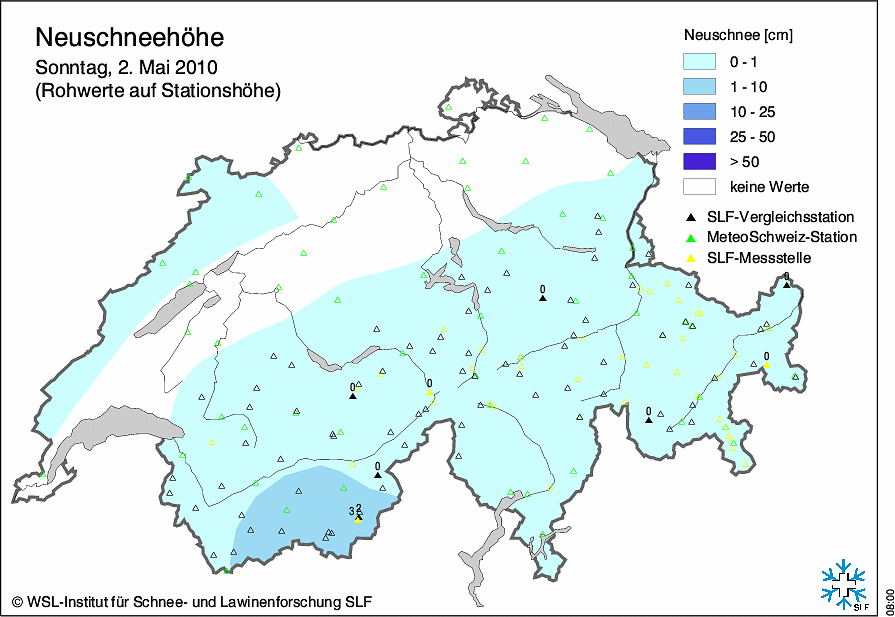 Neuschneehöhe
Sonntag, 2. Mai 2010
(Rohwerte auf Stationshöhe)
Neuschnee [cm]
0 - 1
1 - 10
10 - 25
25 - 50
> 50
keine Werte
SLF-Vergleichsstation
MeteoSchweiz-Station
SLF-Messstelle
0
0
0
0
0
0
0
3 2
© WSL-Institut für Schnee- und Lawinenforschung SLF
SLF
08:00